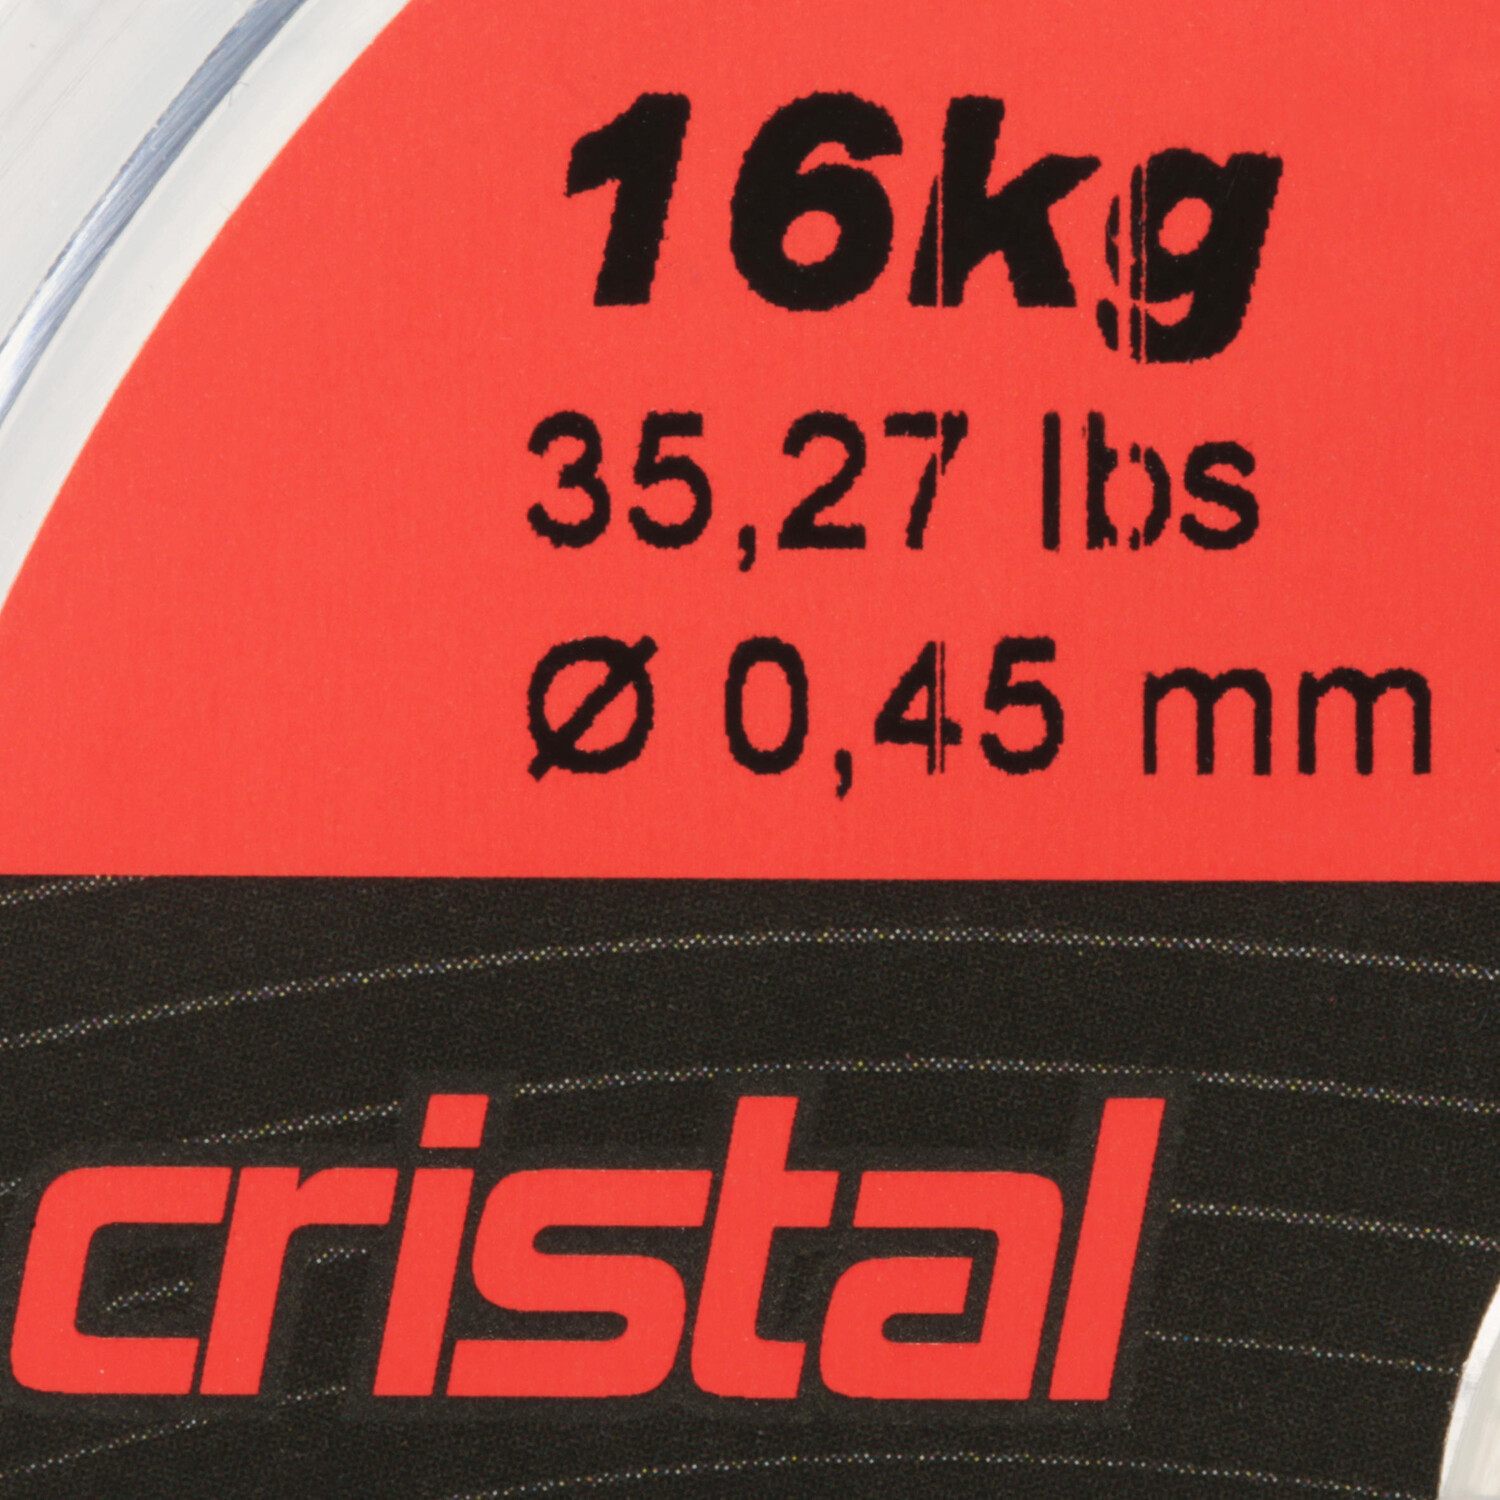 16kg
35,27 lbs
Ø 0,45 mm
cristal